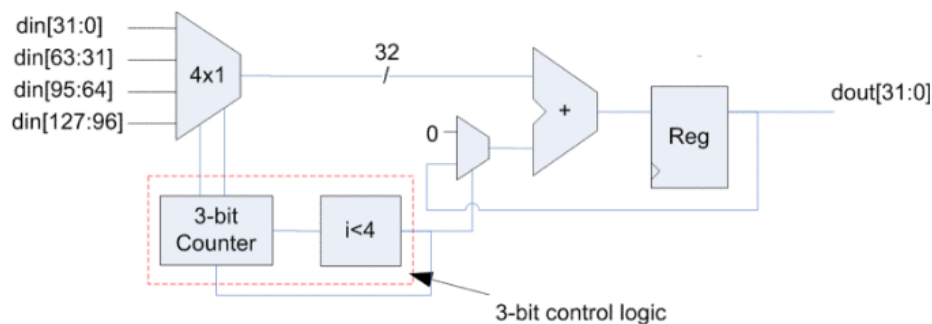 din[31:0]
din[63:31]
din[95:64]
din[127:96]
4x1
32
+
0
Reg
dout[31:0]
3-bit
Counter
i<4
3-bit control logic